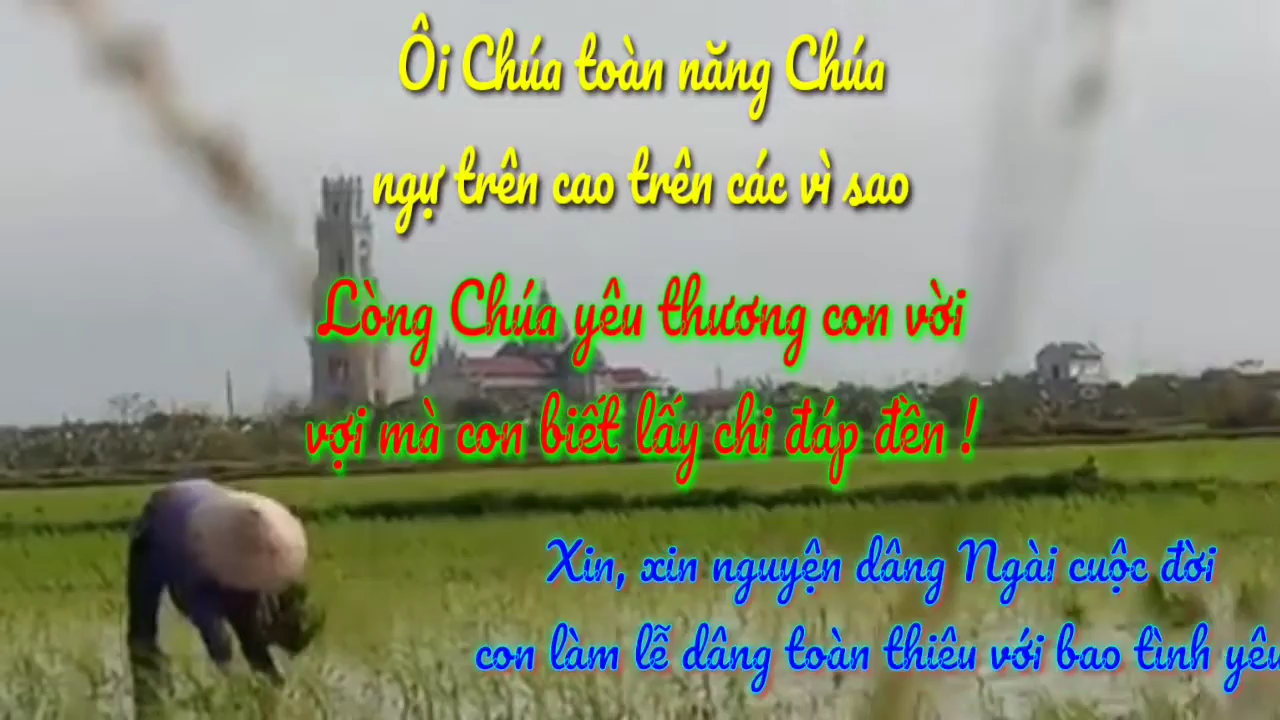 Ôi Chúa toàn năng Chúa
ngự trên cao trên các vì sao
Lòng Chúa yêu thương con vời
vợi mà con biết lấy chi đáp đền !
Xin, xin nguyện dâng Ngài cuộc đời
con làm lễ dâng toàn thiêu với bao tình yêu